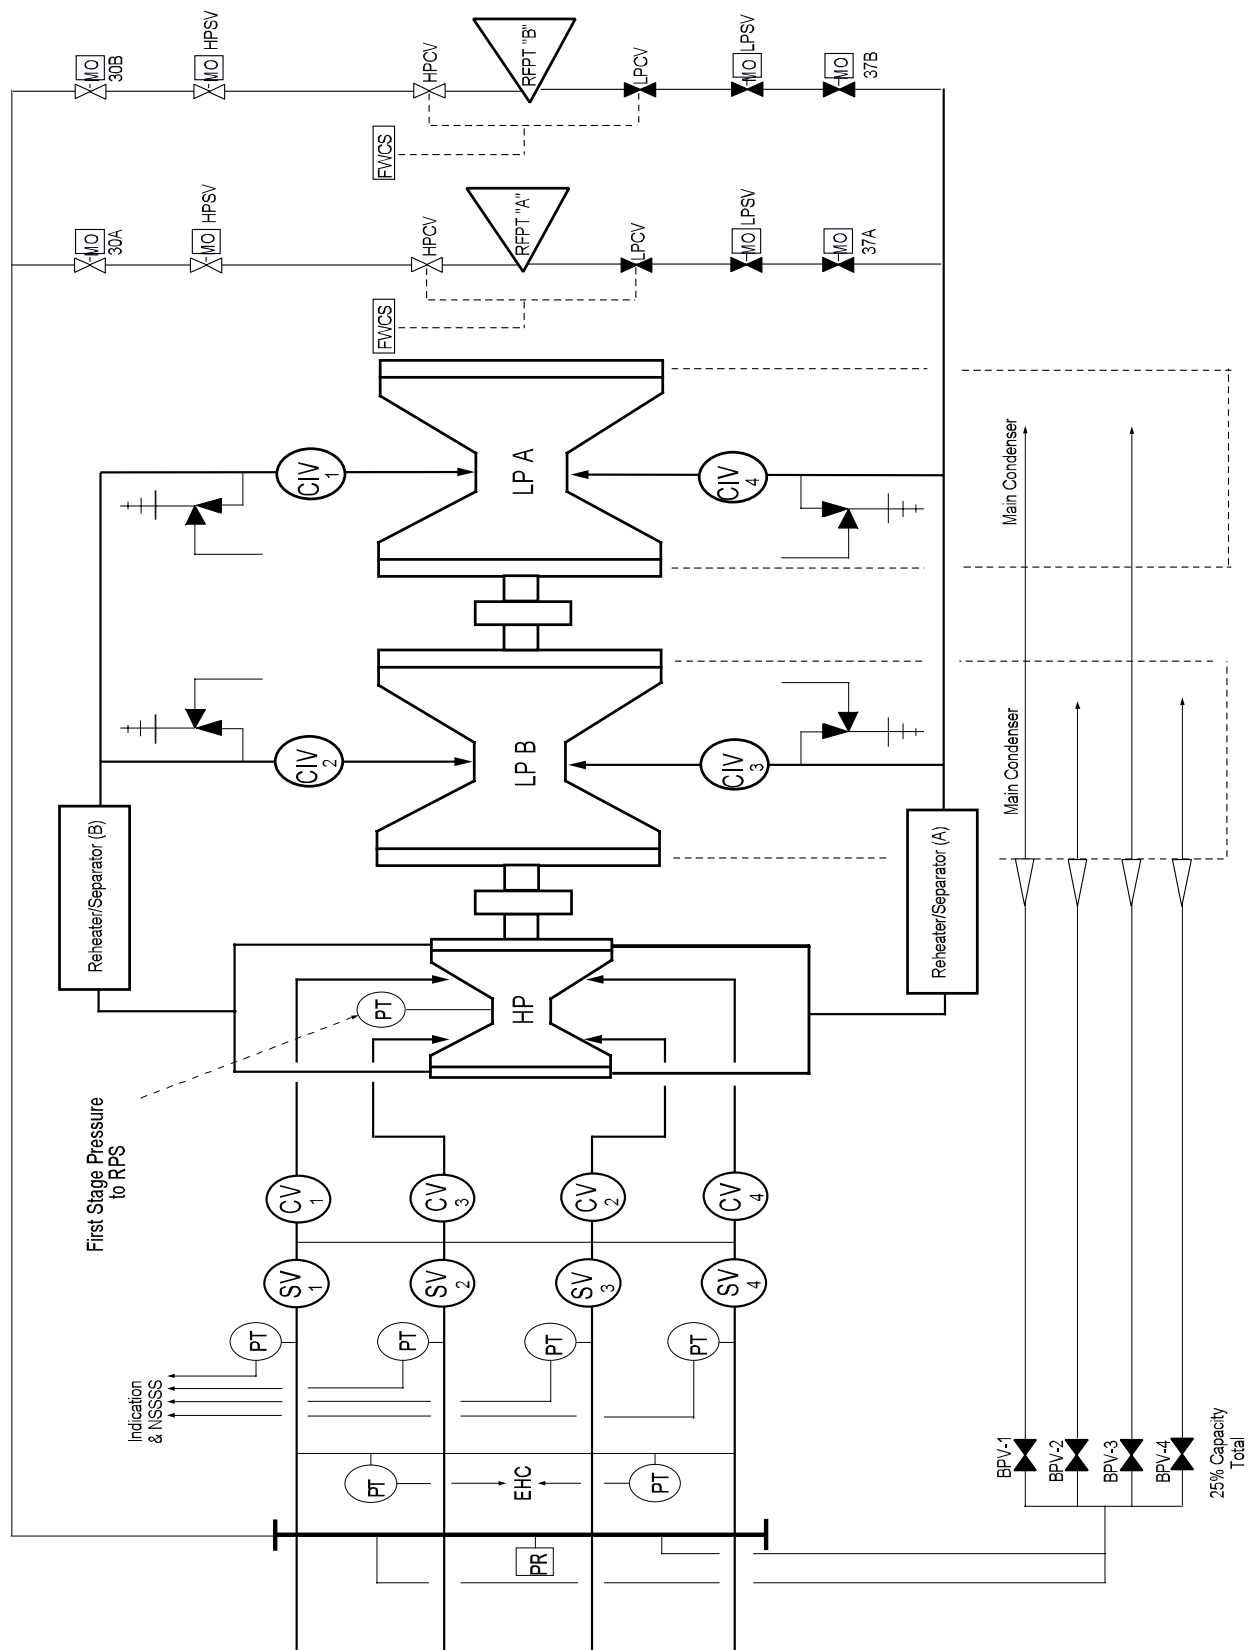 Indication
& NSSSS
First Stage Pressure
to RPS
Reheater/Separator (B)
MO
30A
MO
30B
HPSV
MO
HPSV
MO
PT
SV
1
CV
1
CIV
2
CIV
1
PT
PT
PT
FWCS
FWCS
HPCV
HPCV
SV
2
CV
3
PR
EHC
HP
LP B
LP A
RFPT "A"
RFPT "B"
PT
SV
3
CV
2
LPCV
LPCV
PT
PT
SV
4
CV
4
CIV
3
CIV
4
LPSV
MO
LPSV
MO
MO
37A
MO
37B
Reheater/Separator (A)
BPV-1
Main Condenser
Main Condenser
BPV-2
BPV-3
BPV-4
25% Capacity
Total